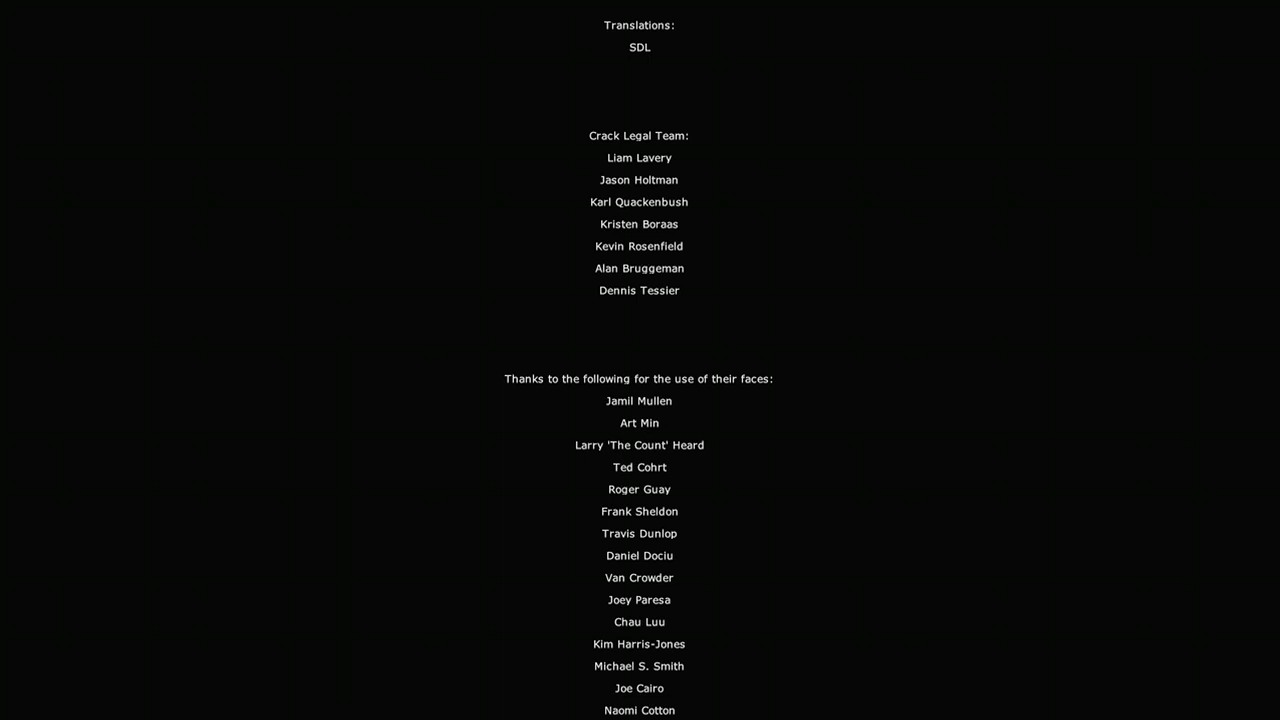 Translations:
SDL
Crack Legal Team:
Liam Lavery
Jason Holtman
Karl Quackenbush
Kristen Boraas
Kevin Rosenfield
Alan Bruggeman
Dennis Tessier
Thanks to the following for the use of their faces:
Jamil Mullen
Art Min
Larry 'The Count' Heard
Ted Cohrt
Roger Guay
Frank Sheldon
Travis Dunlop
Daniel Dociu
Van Crowder
Joey Paresa
Chau Luu
Kim Harris-Jones
Michael S. Smith
Joe Cairo
Naomi Cotton